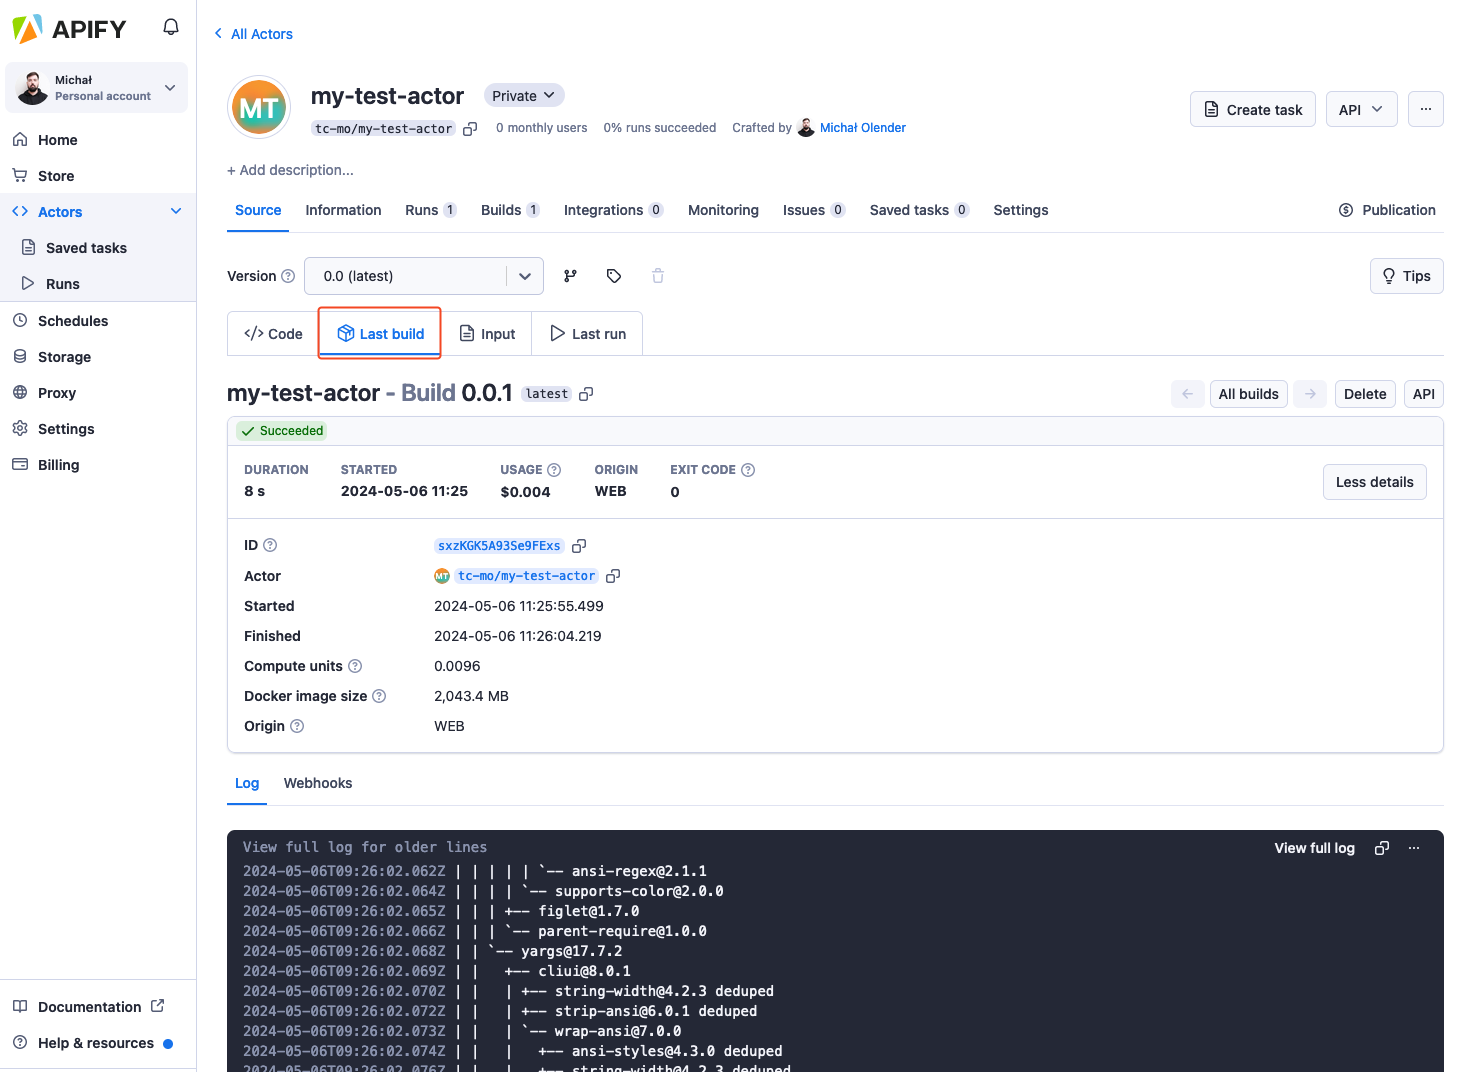 APIFY
Michał
Personal account
Home
Store
Actors
Saved tasks
Runs
Schedules
Storage
Proxy
Settings
Billing
Documentation
Help & resources
All Actors
MT
my-test-actor Private
tc-mo/my-test-actor 0 monthly users 0% runs succeeded Crafted by Michał Olender
Create task API ...
+ Add description...
Source Information Runs 1 Builds 1 Integrations 0 Monitoring Issues 0 Saved tasks 0 Settings Publication
Version 0.0 (latest) Tips
</> Code Last build Input Last run
my-test-actor - Build 0.0.1 latest
All builds Delete API
Succeeded
DURATION STARTED USAGE ORIGIN EXIT CODE
8 s 2024-05-06 11:25 $0.004 WEB 0
Less details
ID sxzKGK5A93Se9FExs
Actor MT tc-mo/my-test-actor
Started 2024-05-06 11:25:55.499
Finished 2024-05-06 11:26:04.219
Compute units 0.0096
Docker image size 2,043.4 MB
Origin WEB
Log Webhooks
View full log for older lines View full log ...
2024-05-06T09:26:02.062Z | | | | | `-- ansi-regex@2.1.1
2024-05-06T09:26:02.064Z | | | | `-- supports-color@2.0.0
2024-05-06T09:26:02.065Z | | | +-- figlet@1.7.0
2024-05-06T09:26:02.066Z | | | `-- parent-require@1.0.0
2024-05-06T09:26:02.068Z | | `-- yargs@17.7.2
2024-05-06T09:26:02.069Z | |   +-- cliui@8.0.1
2024-05-06T09:26:02.070Z | |   | +-- string-width@4.2.3 deduped
2024-05-06T09:26:02.072Z | |   | +-- strip-ansi@6.0.1 deduped
2024-05-06T09:26:02.073Z | |   | `-- wrap-ansi@7.0.0
2024-05-06T09:26:02.074Z | |   |   +-- ansi-styles@4.3.0 deduped
2024-05-06T09:26:02.076Z | |   |   +-- string-width@4.2.3 deduped